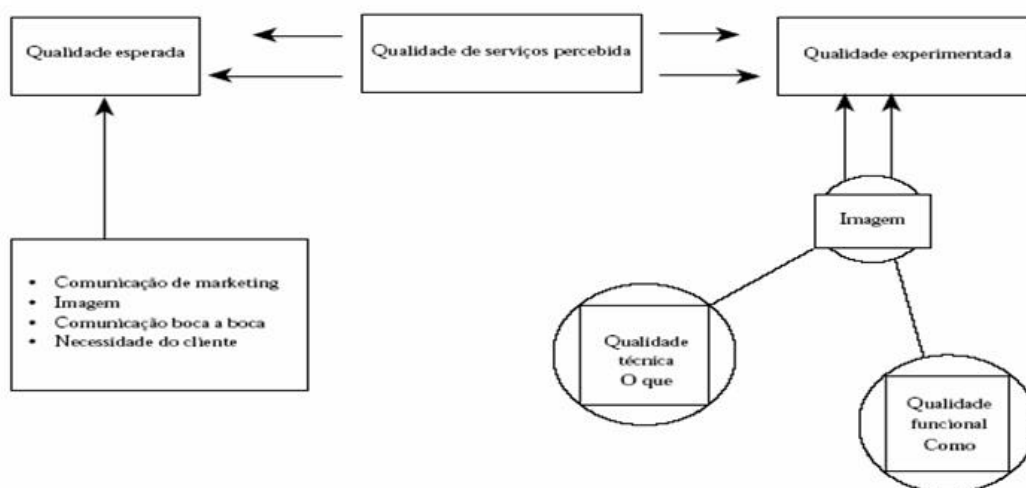 Qualidade esperada
Qualidade de serviços percebida
Qualidade experimentada
Imagem
• Comunicação de marketing
• Imagem
• Comunicação boca a boca
• Necessidade do cliente
Qualidade
técnica
O que
Qualidade
funcional
Como